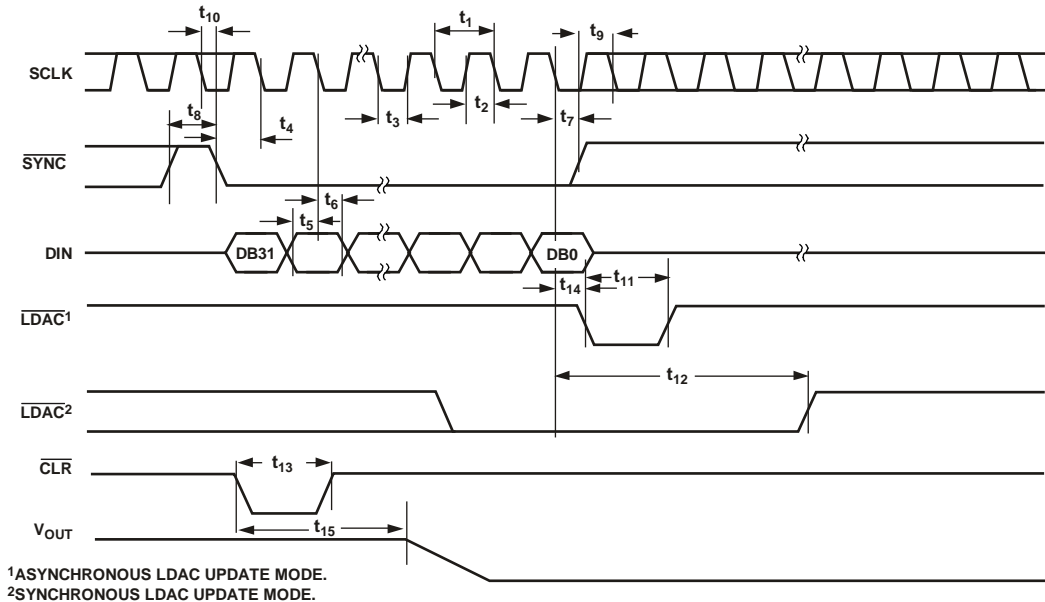 t10
t1
t9
SCLK
t8
t4
t3
t2
t7
SYNC
t6
t5
DIN
DB31
DB0
t14
t11
LDAC1
t12
LDAC2
CLR
t13
t15
VOUT
1ASYNCHRONOUS LDAC UPDATE MODE.
2SYNCHRONOUS LDAC UPDATE MODE.